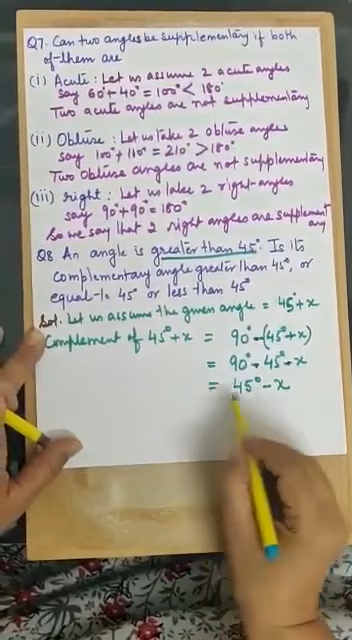 Q7. Can two angles be supplementary if both
of them are
(i) Acute : Let us assume 2 acute angles
say 60° + 40° = 100° < 180°
Two acute angles are not supplementary
(ii) Obtuse : Let us take 2 obtuse angles
say 100° + 110° = 210° > 180°
Two Obtuse angles are not supplementary
(iii) right : Let us take 2 right-angles
say 90° + 90° = 180°
So we say that 2 right angles are supplementary
Q8 An angle is greater than 45°. Is its
complementary angle greater than 45°, or
equal to 45° or less than 45°
Sol. Let us assume the given angle = 45° + x
Complement of 45° + x = 90° - (45° + x)
= 90° - 45° - x
= 45° - x